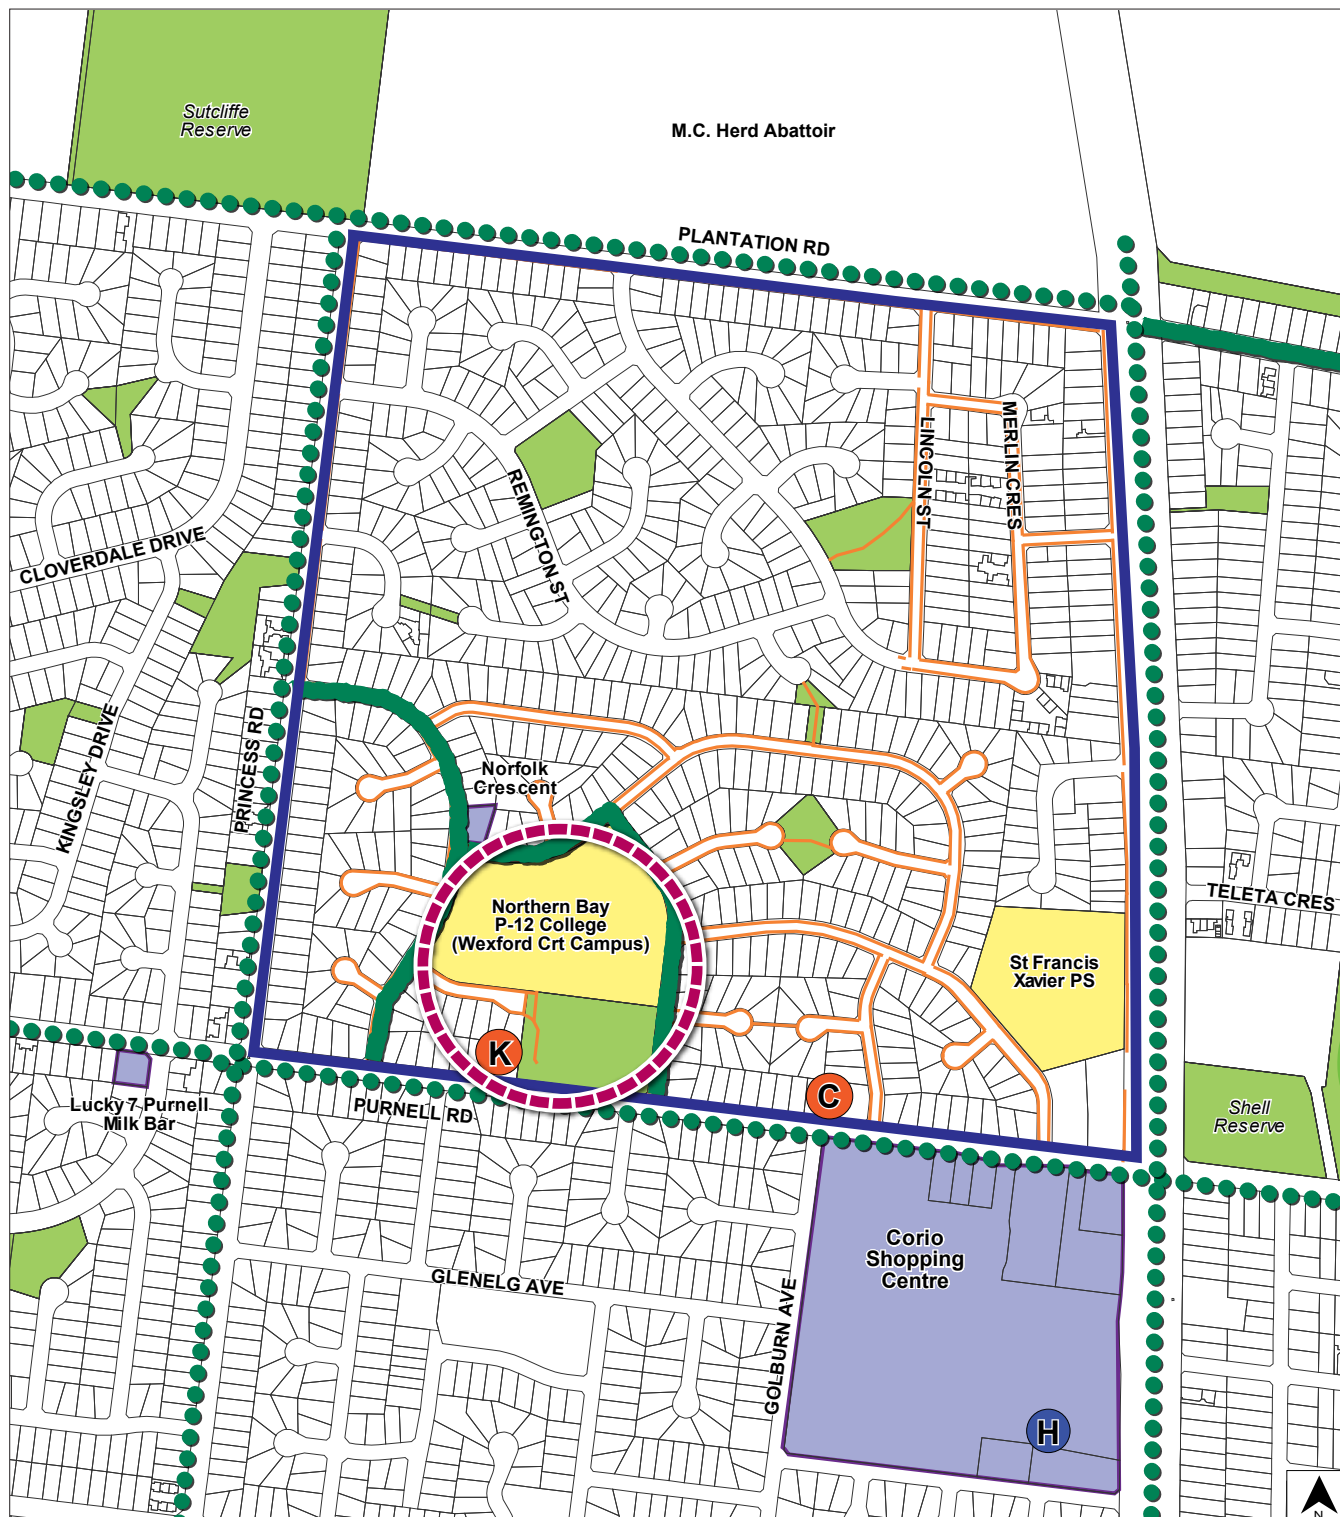 Sutcliffe
Reserve
M.C. Herd Abattoir
PLANTATION RD
MERLIN CRES
LINCOLN ST
REMINGTON ST
CLOVERDALE DRIVE
KINGSLEY DRIVE
PRINCESS RD
Norfolk
Crescent
TELETA CRES
Northern Bay
P-12 College
(Wexford Crt Campus)
St Francis
Xavier PS
K
C
Lucky 7 Purnell
Milk Bar
PURNELL RD
Shell
Reserve
Corio
Shopping
Centre
GLENELG AVE
GOLBURN AVE
H
N